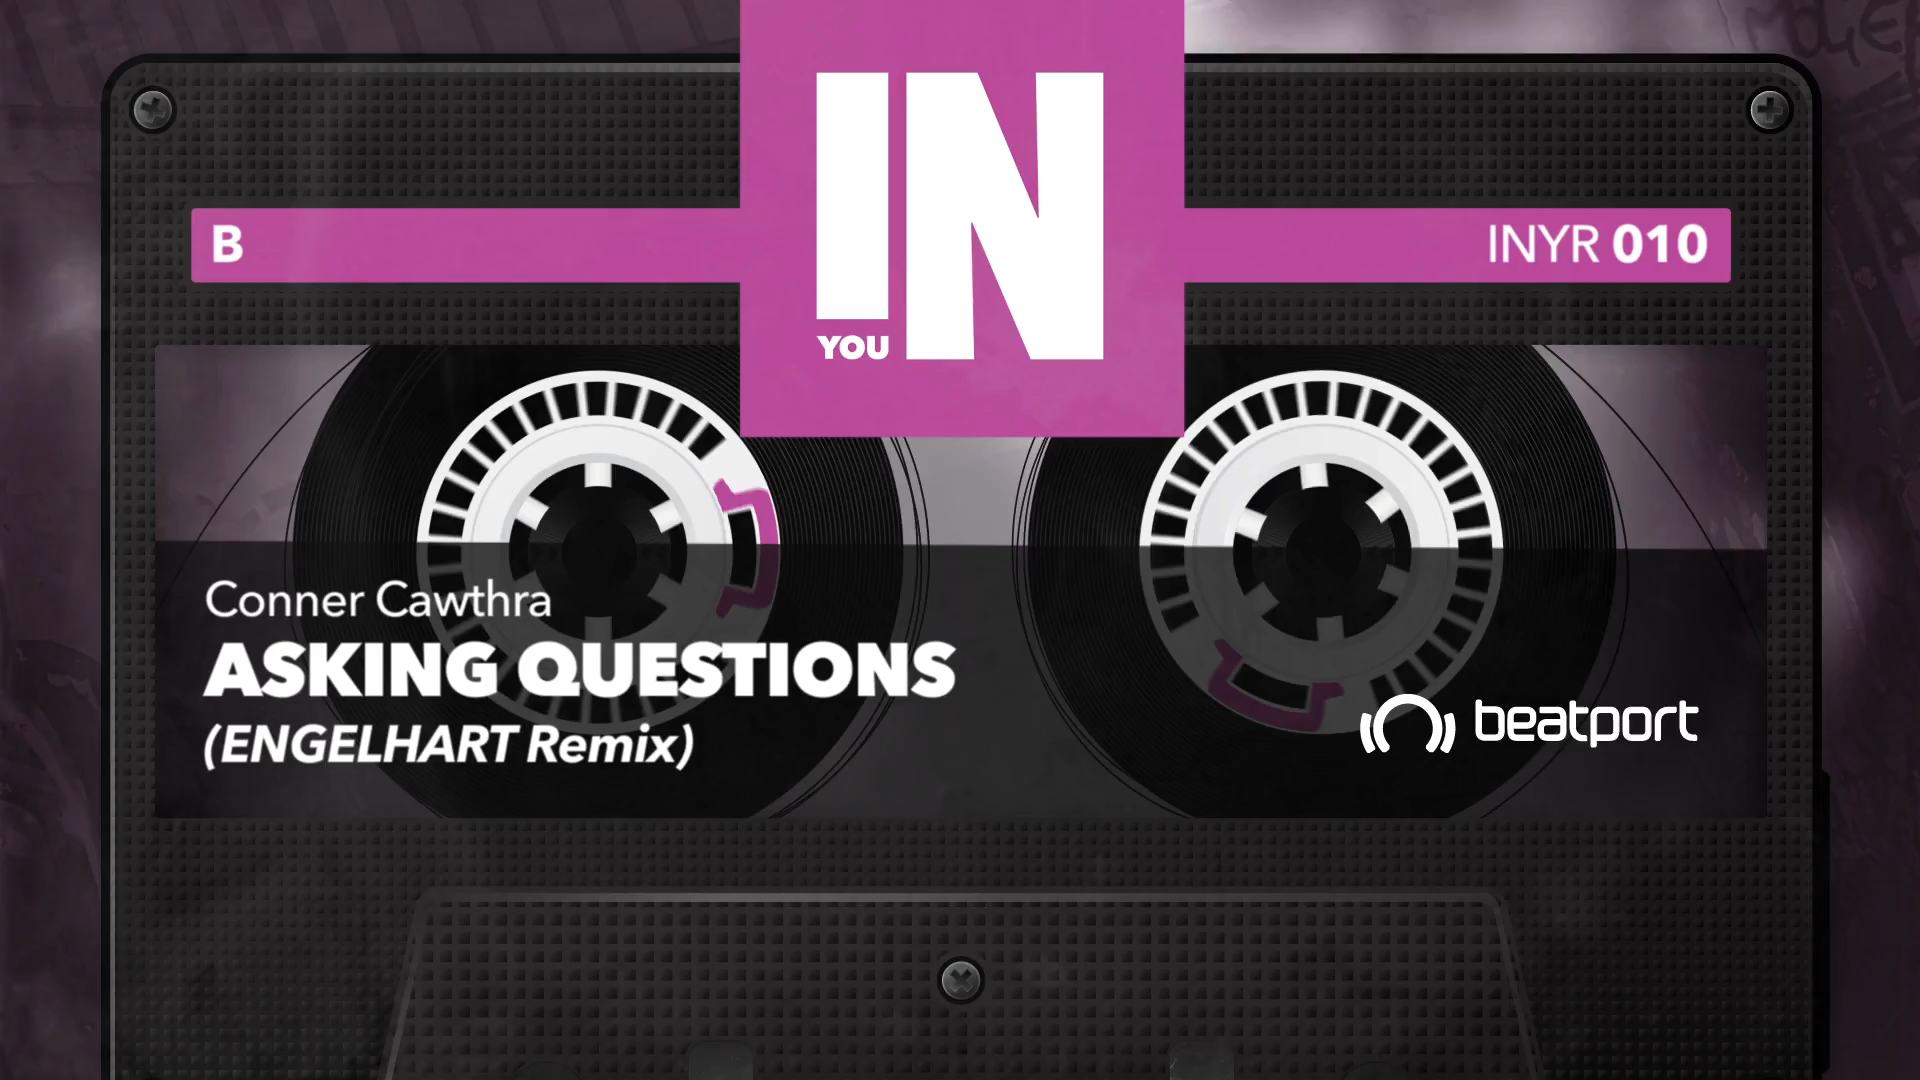 IN
YOU
B
INYR 010
Conner Cawthra
ASKING QUESTIONS
(ENGELHART Remix)
beatport